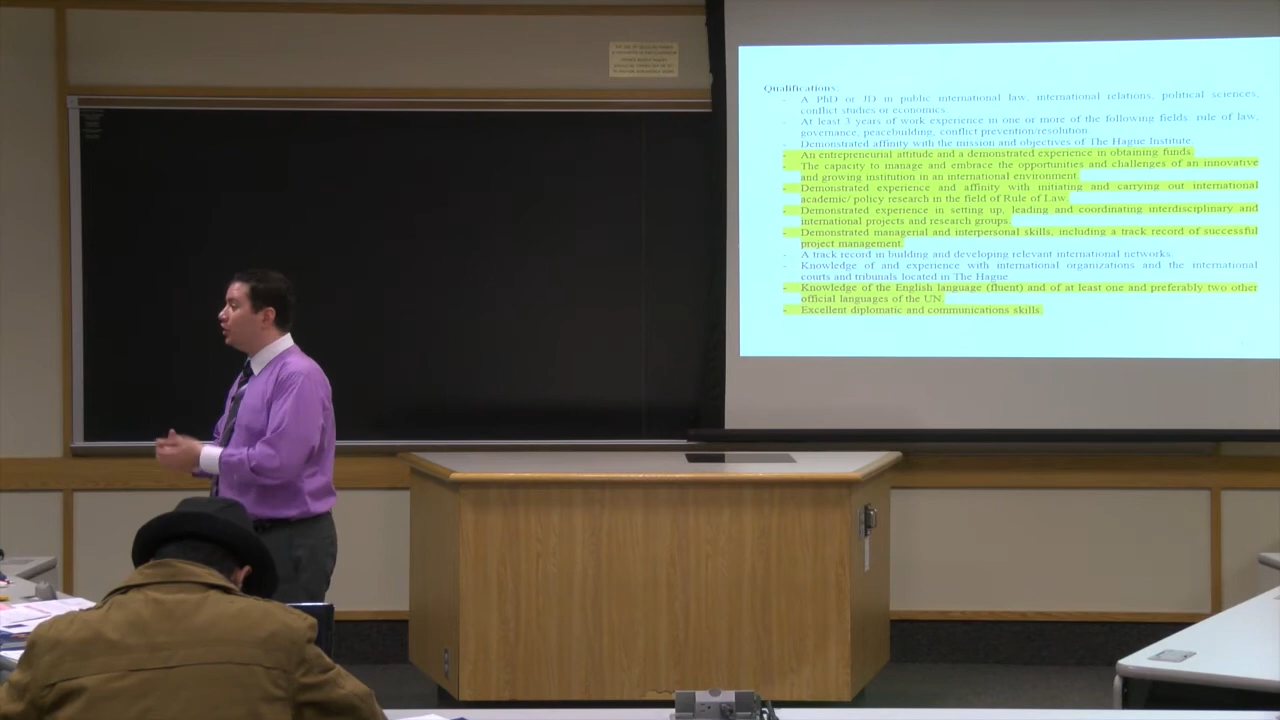 Qualifications:
- A PhD or JD in public international law, international relations, political sciences,
conflict studies or economics
- At least 3 years of work experience in one or more of the following fields: rule of law,
governance, peacebuilding, conflict prevention/resolution
- Demonstrated affinity with the mission and objectives of The Hague Institute.
- An entrepreneurial attitude and a demonstrated experience in obtaining funds.
- The capacity to manage and embrace the opportunities and challenges of an innovative
and growing institution in an international environment.
- Demonstrated experience and affinity with initiating and carrying out international
academic/ policy research in the field of Rule of Law.
- Demonstrated experience in setting up, leading and coordinating interdisciplinary and
international projects and research groups.
- Demonstrated managerial and interpersonal skills, including a track record of successful
project management.
- A track record in building and developing relevant international networks.
- Knowledge of and experience with international organizations and the international
courts and tribunals located in The Hague
- Knowledge of the English language (fluent) and of at least one and preferably two other
official languages of the UN.
- Excellent diplomatic and communications skills.